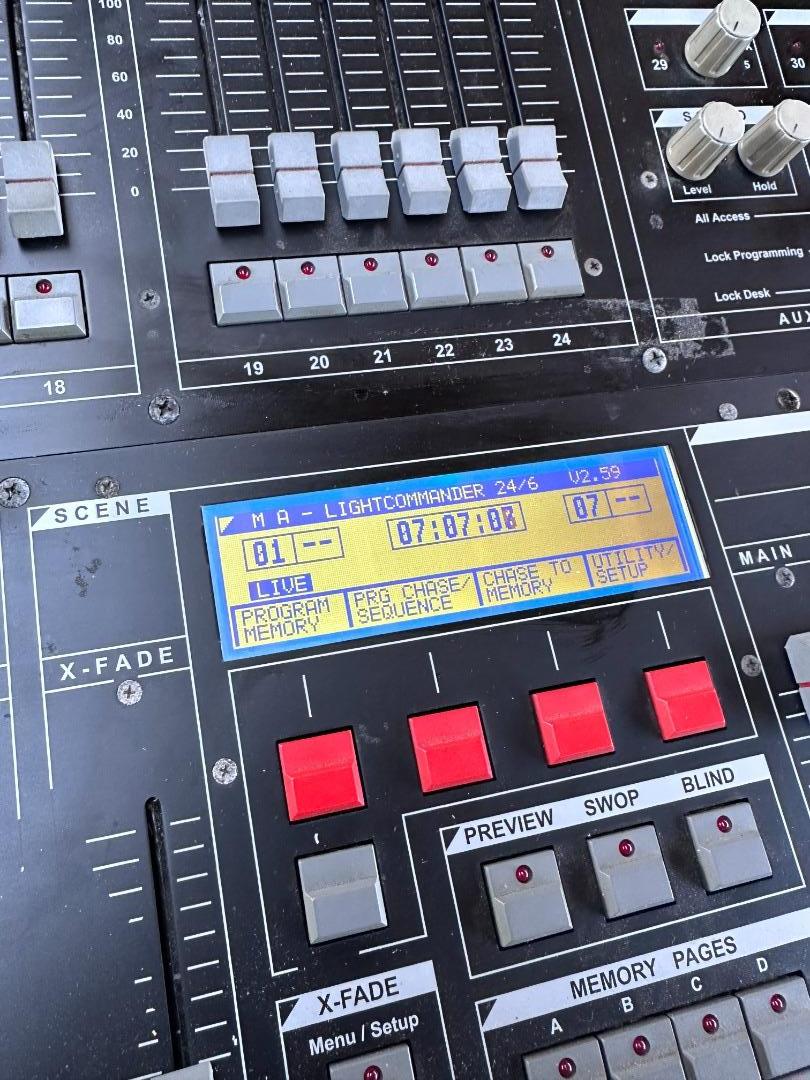 100
80
60
40
20
0
29
5
30
Level
Hold
All Access
Lock Programming
Lock Desk
AUX
18
19
20
21
22
23
24
SCENE
M A - LIGHTCOMMANDER 24/6 V2.59
01 -- 07:07:08 07 --
LIVE
PROGRAM MEMORY
PRG CHASE/ SEQUENCE
CHASE TO MEMORY
UTILITY/ SETUP
MAIN
X-FADE
PREVIEW SWOP BLIND
X-FADE
Menu / Setup
MEMORY PAGES
A B C D